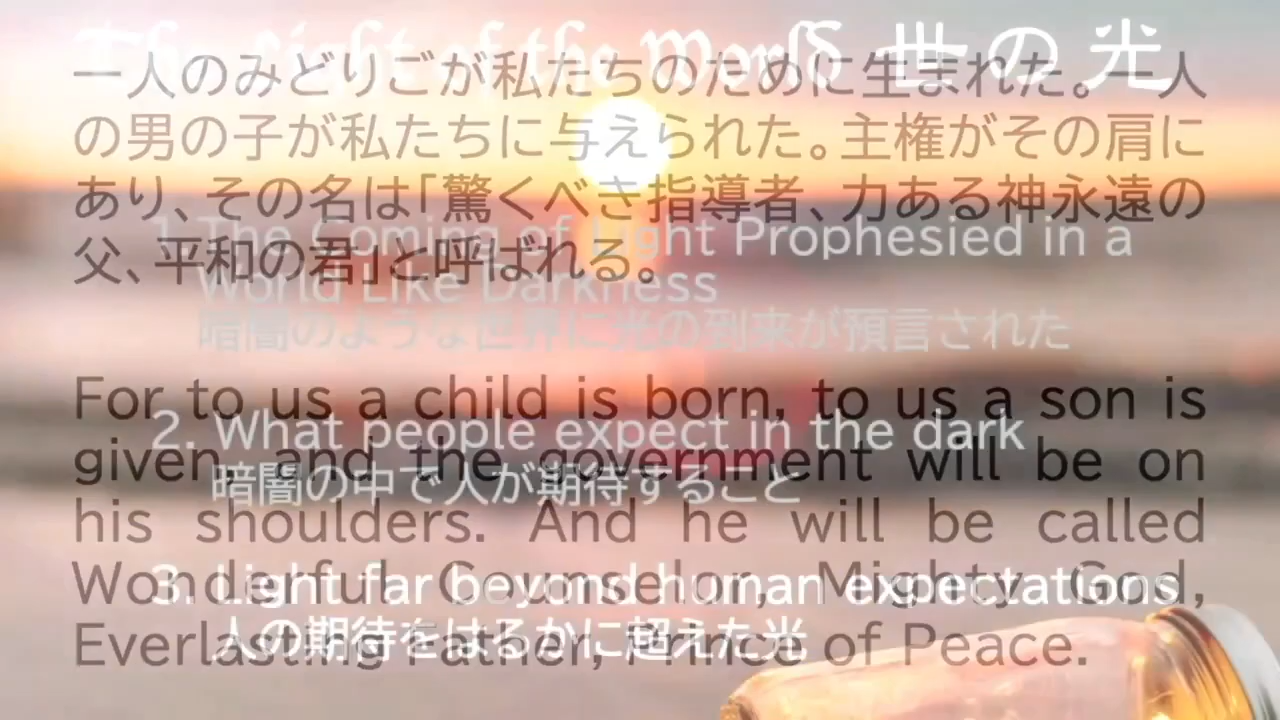 The Light of the World 世の光
一人のみどりごが私たちのために生まれた。一人
の男の子が私たちに与えられた。主権がその肩に
あり、その名は「驚くべき指導者、力ある神永遠の
父、平和の君」と呼ばれる。
1. The Coming of Light Prophesied in a
World Like Darkness
暗闇のような世界に光の到来が預言された
For to us a child is born, to us a son is
given, and the government will be on
his shoulders. And he will be called
Wonderful Counselor, Mighty God,
Everlasting Father, Prince of Peace.
2. What people expect in the dark
暗闇の中で人が期待すること
3. Light far beyond human expectations
人の期待をはるかに超えた光